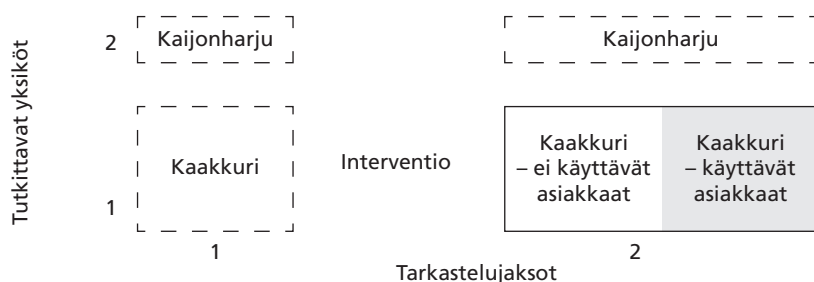 Tutkittavat yksiköt
2
Kaijonharju
Kaijonharju
Kaakkuri
Interventio
Kaakkuri
– ei käyttävät
asiakkaat
Kaakkuri
– käyttävät
asiakkaat
1
1
2
Tarkastelujaksot